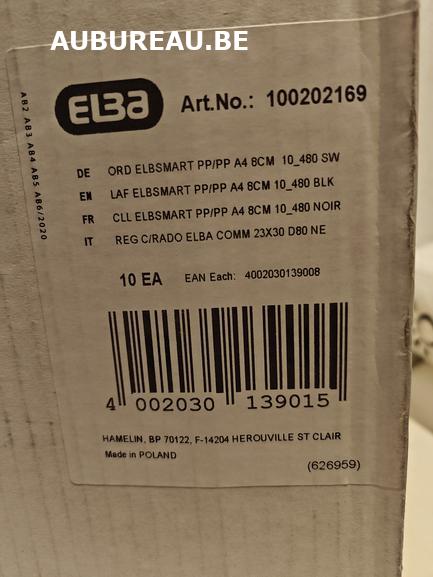 AUBUREAU.BE
ELBA Art.No.: 100202169
AB2 AB3 AB4 AB5 AB6/2020
DE ORD ELBSMART PP/PP A4 8CM 10_480 SW
EN LAF ELBSMART PP/PP A4 8CM 10_480 BLK
FR CLL ELBSMART PP/PP A4 8CM 10_480 NOIR
IT REG C/RADO ELBA COMM 23X30 D80 NE
10 EA EAN Each: 4002030139008
4 002030 139015
HAMELIN, BP 70122, F-14204 HEROUVILLE ST CLAIR
Made in POLAND
(626959)